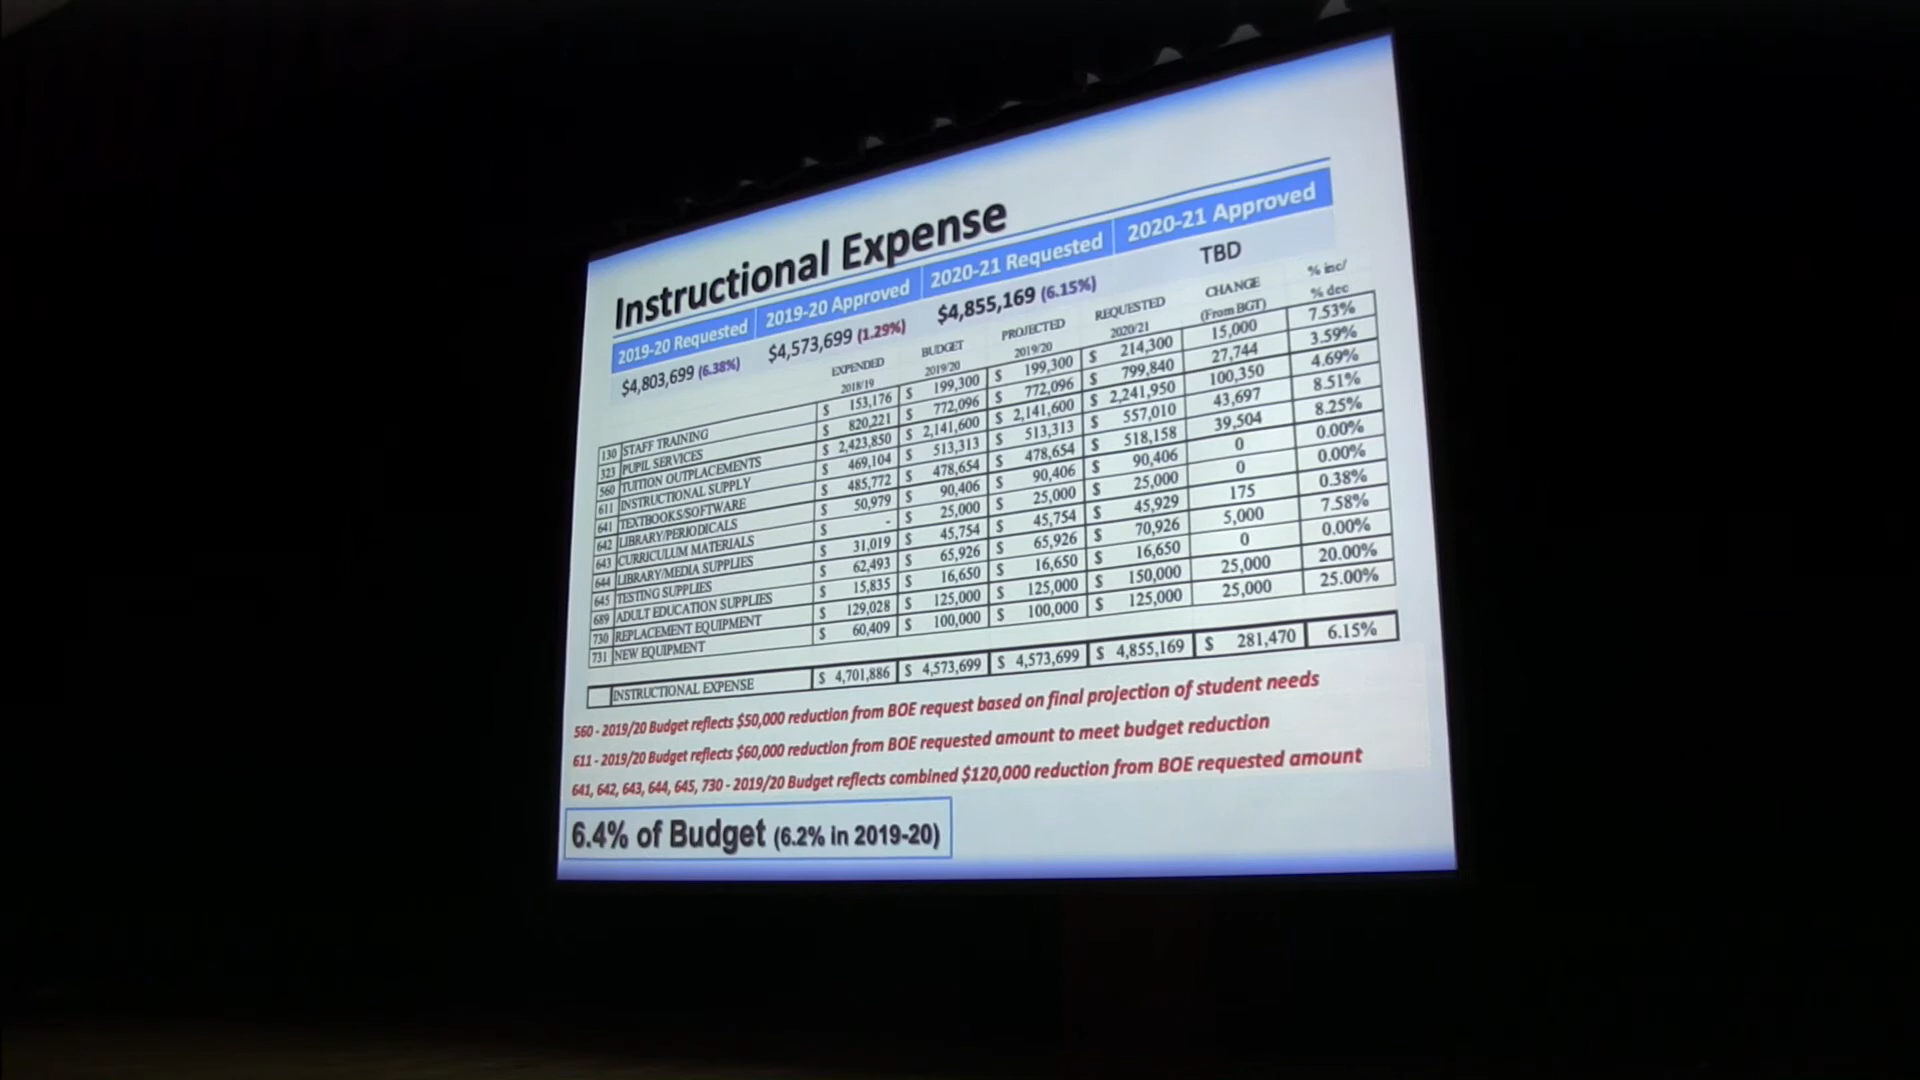 Instructional Expense
2019-20 Requested 2019-20 Approved 2020-21 Requested 2020-21 Approved
$4,803,699 (6.38%) $4,573,699 (1.29%) $4,855,169 (6.15%) TBD
EXPENDED BUDGET PROJECTED REQUESTED CHANGE % inc/
2018/19 2019/20 2019/20 2020/21 (From BGT) % dec
130 STAFF TRAINING $ 153,176 $ 199,300 $ 199,300 $ 214,300 15,000 7.53%
323 PUPIL SERVICES $ 820,221 $ 772,096 $ 772,096 $ 799,840 27,744 3.59%
560 TUITION OUTPLACEMENTS $ 2,423,850 $ 2,141,600 $ 2,141,600 $ 2,241,950 100,350 4.69%
611 INSTRUCTIONAL SUPPLY $ 469,104 $ 513,313 $ 513,313 $ 557,010 43,697 8.51%
641 TEXTBOOKS/SOFTWARE $ 485,772 $ 478,654 $ 478,654 $ 518,158 39,504 8.25%
642 LIBRARY/PERIODICALS $ 50,979 $ 90,406 $ 90,406 $ 90,406 0 0.00%
643 CURRICULUM MATERIALS $ - $ 25,000 $ 25,000 $ 25,000 0 0.00%
644 LIBRARY/MEDIA SUPPLIES $ 31,019 $ 45,754 $ 45,754 $ 45,929 175 0.38%
645 TESTING SUPPLIES $ 62,493 $ 65,926 $ 65,926 $ 70,926 5,000 7.58%
689 ADULT EDUCATION SUPPLIES $ 15,835 $ 16,650 $ 16,650 $ 16,650 0 0.00%
730 REPLACEMENT EQUIPMENT $ 129,028 $ 125,000 $ 125,000 $ 150,000 25,000 20.00%
731 NEW EQUIPMENT $ 60,409 $ 100,000 $ 100,000 $ 125,000 25,000 25.00%
INSTRUCTIONAL EXPENSE $ 4,701,886 $ 4,573,699 $ 4,573,699 $ 4,855,169 $ 281,470 6.15%
560 - 2019/20 Budget reflects $50,000 reduction from BOE request based on final projection of student needs
611 - 2019/20 Budget reflects $60,000 reduction from BOE requested amount to meet budget reduction
641, 642, 643, 644, 645, 730 - 2019/20 Budget reflects combined $120,000 reduction from BOE requested amount
6.4% of Budget (6.2% in 2019-20)